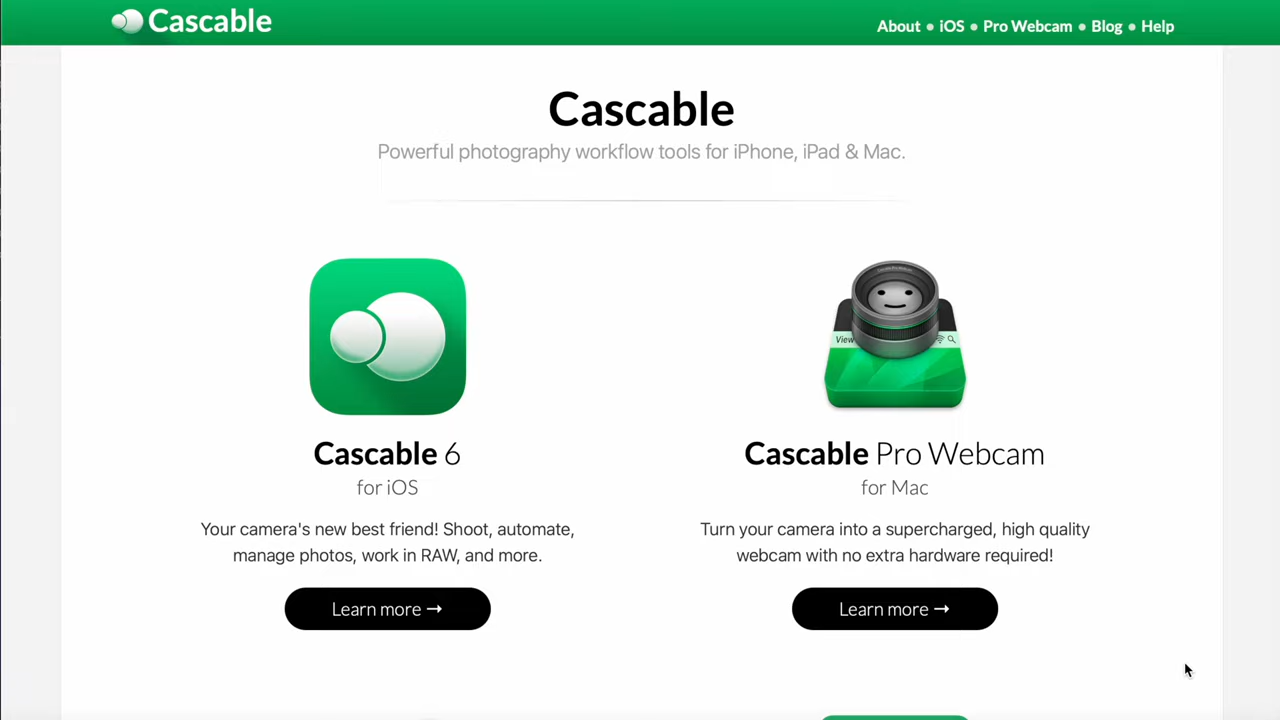 Cascable
About • iOS • Pro Webcam • Blog • Help
Cascable
Powerful photography workflow tools for iPhone, iPad & Mac.
View
Cascable 6
for iOS
Your camera's new best friend! Shoot, automate,
manage photos, work in RAW, and more.
Learn more →
Cascable Pro Webcam
for Mac
Turn your camera into a supercharged, high quality
webcam with no extra hardware required!
Learn more →